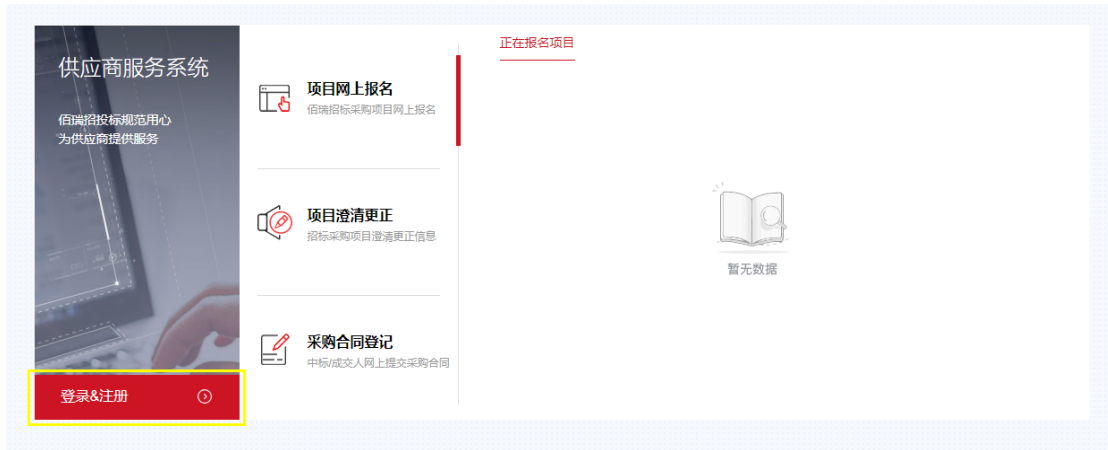 供应商服务系统
佰瑞招投标规范用心
为供应商提供服务
登录&注册
项目网上报名
佰瑞招标采购项目网上报名
项目澄清更正
招标采购项目澄清更正信息
采购合同登记
中标/成交人网上提交采购合同
正在报名项目
暂无数据